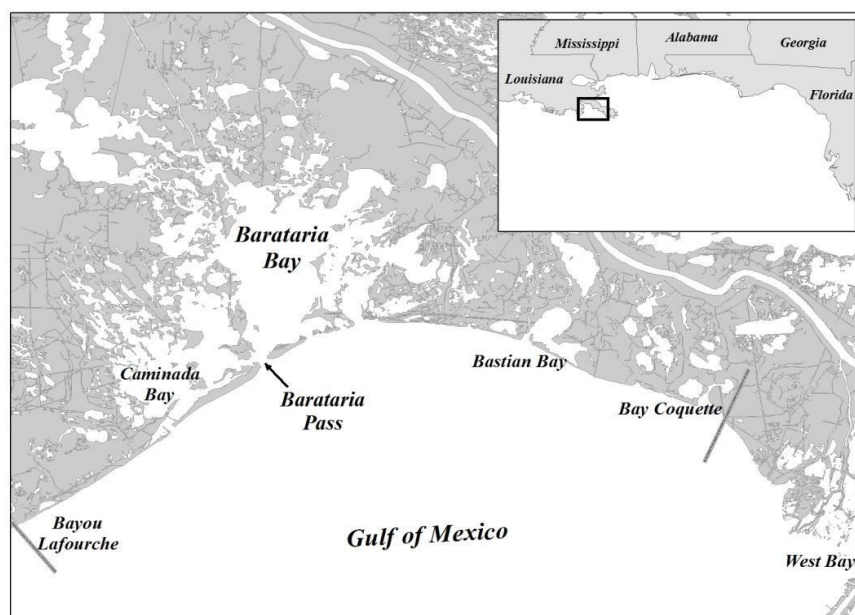 Mississippi
Alabama
Georgia
Louisiana
Florida
Barataria
Bay
Caminada
Bay
Barataria
Pass
Bastian Bay
Bay Coquette
Bayou
Lafourche
Gulf of Mexico
West Bay